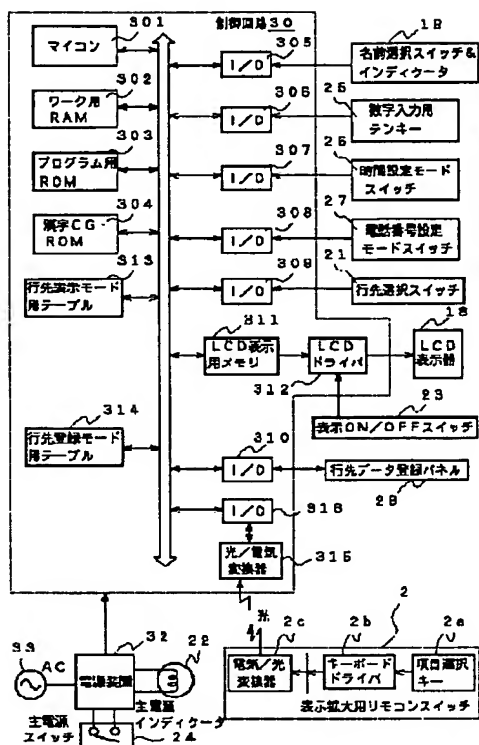 制御回路 30
301
マイコン
302
ワーク用
RAM
303
プログラム用
ROM
304
漢字CG
ROM
313
行先表示モード
用テーブル
314
行先登録モード
用テーブル
305
I/O
306
I/O
307
I/O
308
I/O
309
I/O
311
LCD表示
用メモリ
312
LCD
ドライバ
310
I/O
316
I/O
315
光/電気
変換器
19
名前選択スイッチ&
インディケータ
25
数字入力用
テンキー
26
時間設定モード
スイッチ
27
電話番号設定
モードスイッチ
21
行先選択スイッチ
18
LCD
表示器
23
表示ON/OFFスイッチ
行先データ登録パネル
29
光
33
AC
32
電源装置
22
主電源
インディケータ
主電源
スイッチ
24
2
2c
電気/光
変換器
2b
キーボード
ドライバ
2a
項目選択
キー
表示拡大用リモコンスイッチ